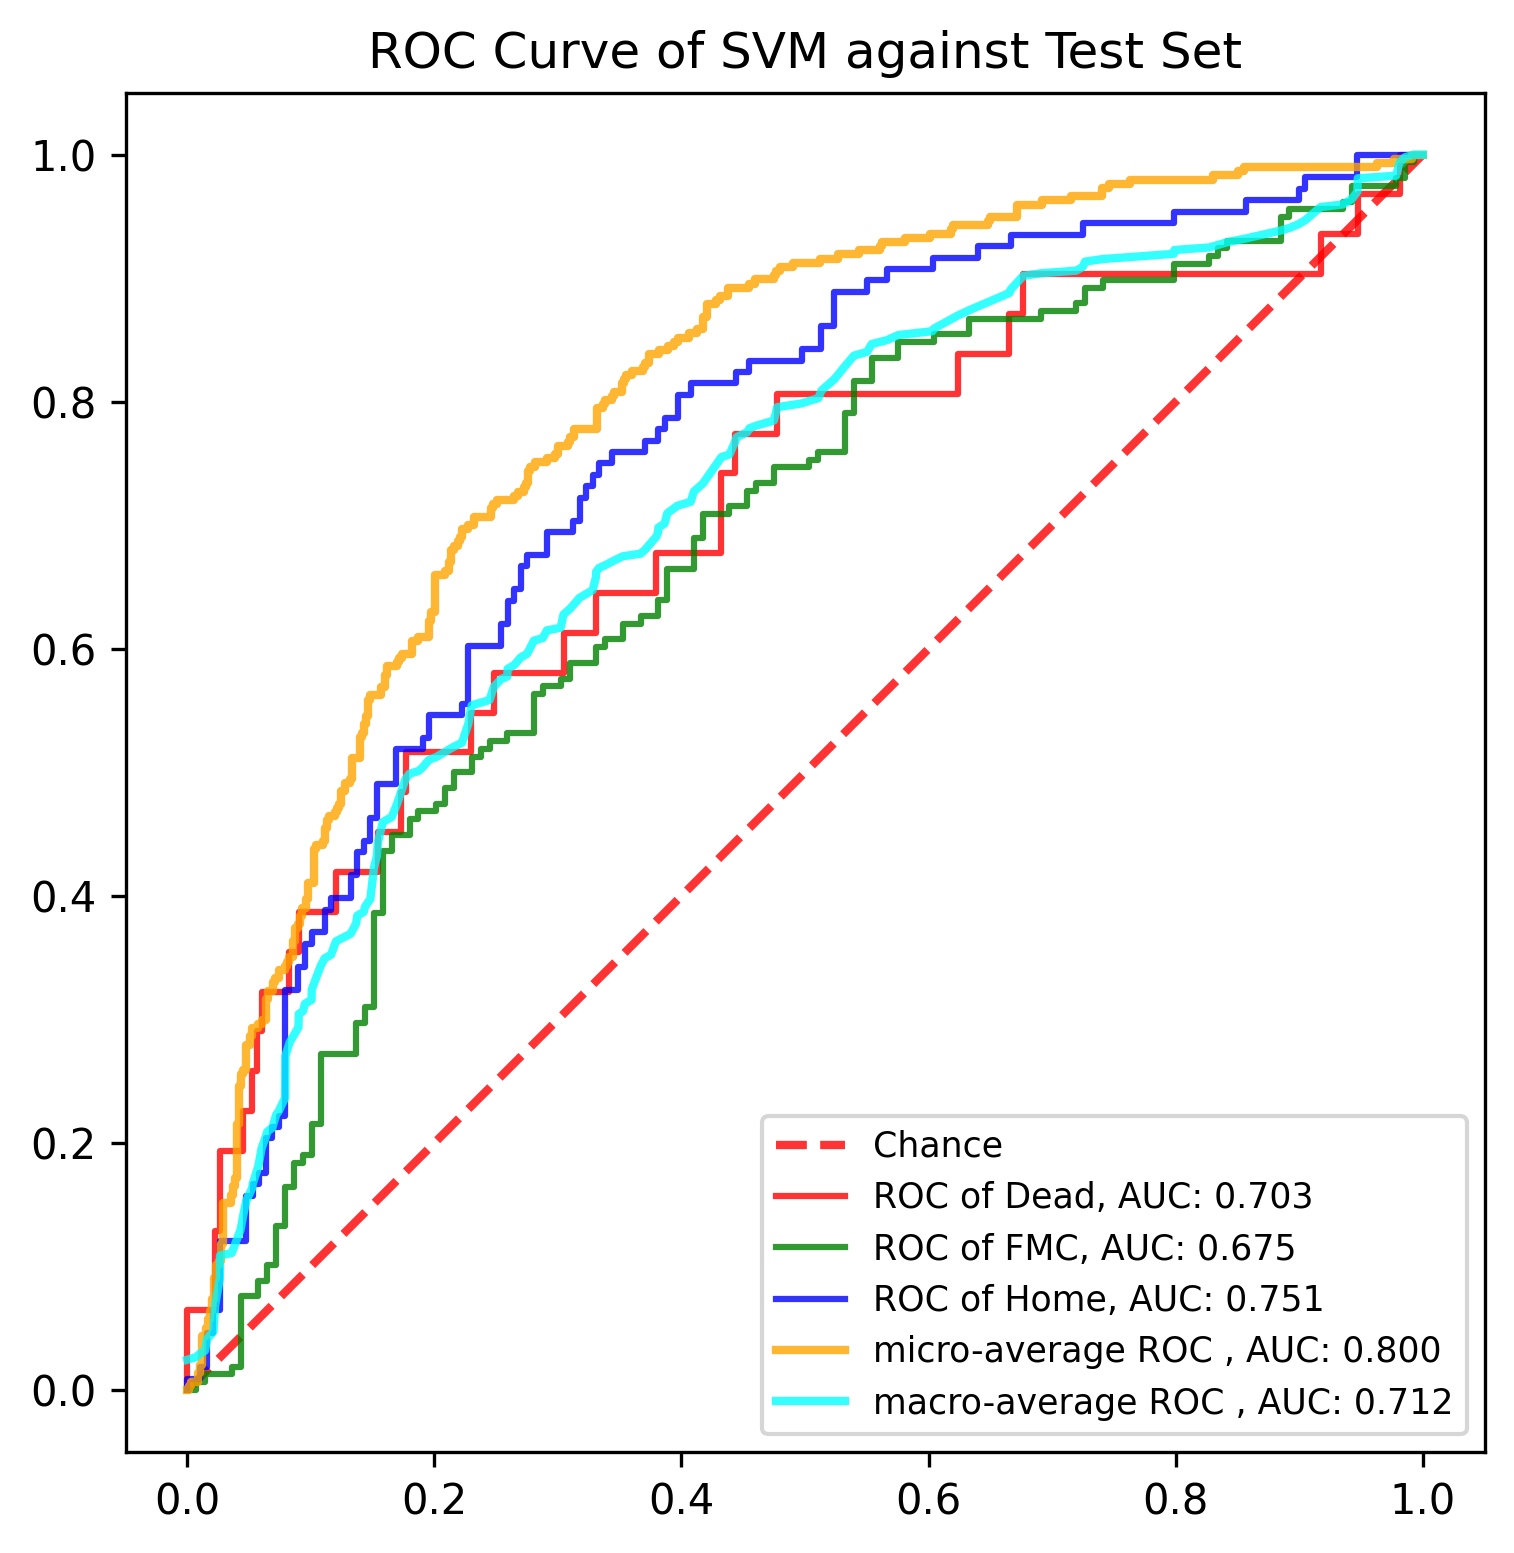 ROC Curve of SVM against Test Set
1.0
0.8
0.6
0.4
0.2
0.0
Chance
ROC of Dead, AUC: 0.703
ROC of FMC, AUC: 0.675
ROC of Home, AUC: 0.751
micro-average ROC , AUC: 0.800
macro-average ROC , AUC: 0.712
0.0 0.2 0.4 0.6 0.8 1.0